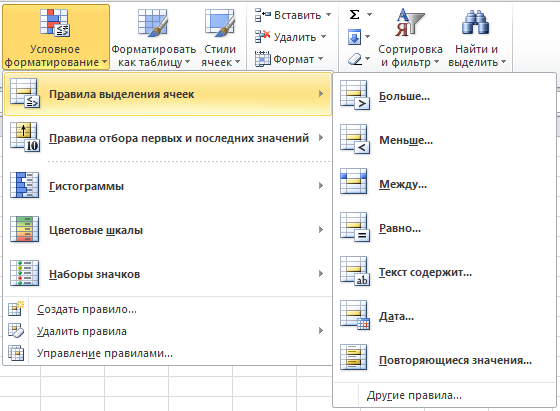 Условное форматирование
Форматировать как таблицу
Стили ячеек
Вставить
Удалить
Формат
Σ
Сортировка и фильтр
Найти и выделить
Правила выделения ячеек
Правила отбора первых и последних значений
Гистограммы
Цветовые шкалы
Наборы значков
Создать правило...
Удалить правила
Управление правилами...
Больше...
Меньше...
Между...
Равно...
Текст содержит...
Дата...
Повторяющиеся значения...
Другие правила...